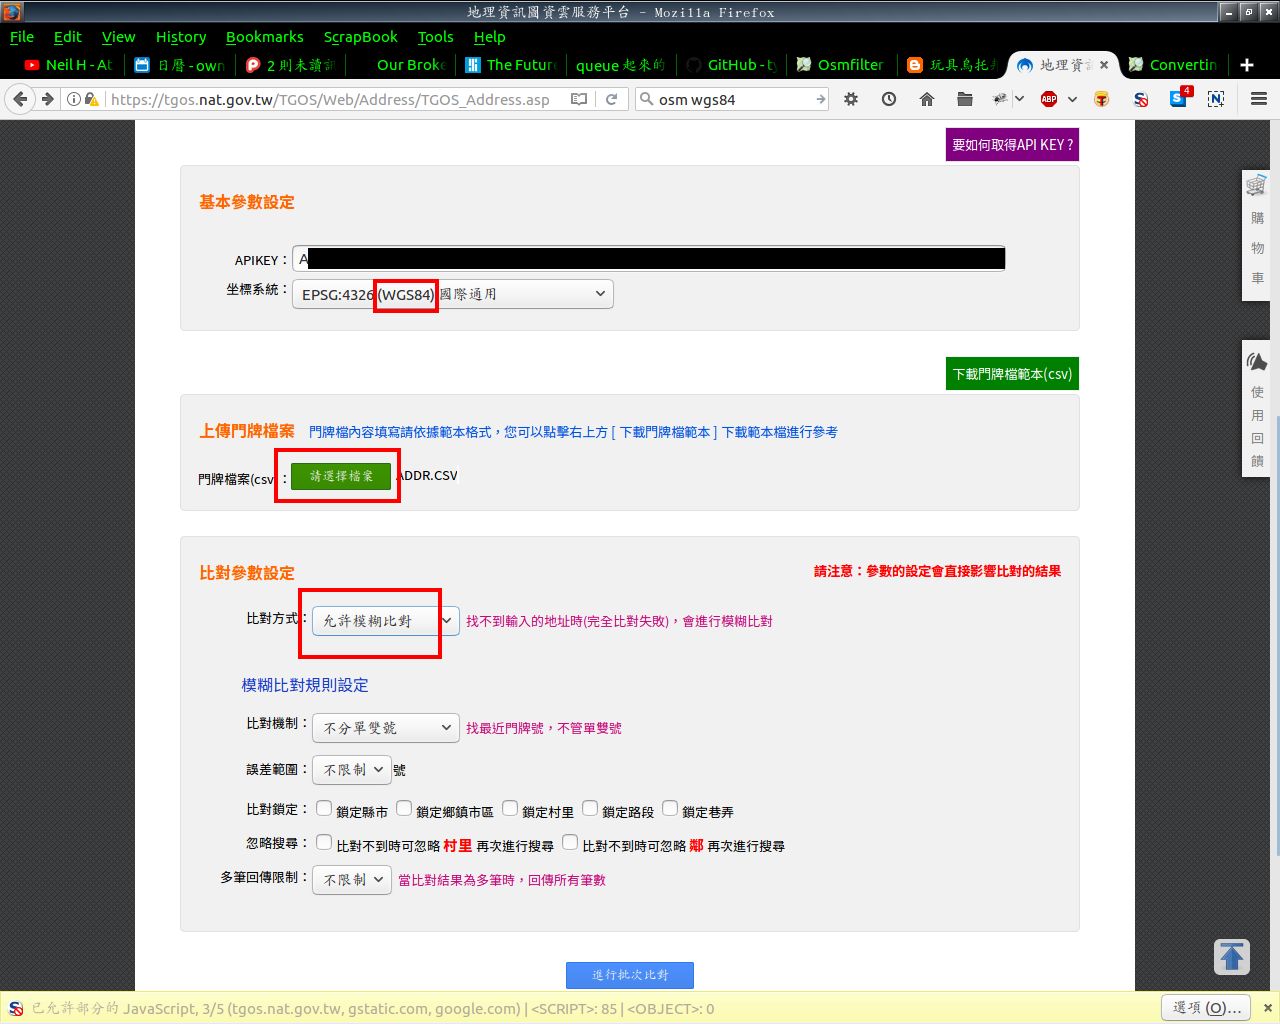 地理資訊圖資雲服務平台 - Mozilla Firefox
File Edit View History Bookmarks ScrapBook Tools Help
Neil H - At 日曆 - own 2 則未讀 Our Broke The Futur queue 起來的 GitHub - ty Osmfilter 玩具烏托 地理資訊 Convertin
https://tgos.nat.gov.tw/TGOS/Web/Address/TGOS_Address.asp osm wgs84 ABP 4
要如何取得API KEY ?
基本參數設定
APIKEY： A
坐標系統： EPSG:4326(WGS84)國際通用
下載門牌檔範本(csv)
上傳門牌檔案 門牌檔內容填寫請依據範本格式，您可以點擊右上方 [ 下載門牌檔範本 ] 下載範本檔進行參考
門牌檔案(csv ： 請選擇檔案 ADDR.CSV
比對參數設定 請注意：參數的設定會直接影響比對的結果
比對方式： 允許模糊比對 找不到輸入的地址時(完全比對失敗)，會進行模糊比對
模糊比對規則設定
比對機制： 不分單雙號 找最近門牌號，不管單雙號
誤差範圍： 不限制 號
比對鎖定： 鎖定縣市 鎖定鄉鎮市區 鎖定村里 鎖定路段 鎖定巷弄
忽略搜尋： 比對不到時可忽略 村里 再次進行搜尋 比對不到時可忽略 鄰 再次進行搜尋
多筆回傳限制： 不限制 當比對結果為多筆時，回傳所有筆數
進行批次比對
購物車
使用回饋
已允許部分的 JavaScript, 3/5 (tgos.nat.gov.tw, gstatic.com, google.com) | <SCRIPT>: 85 | <OBJECT>: 0 選項 (O)...